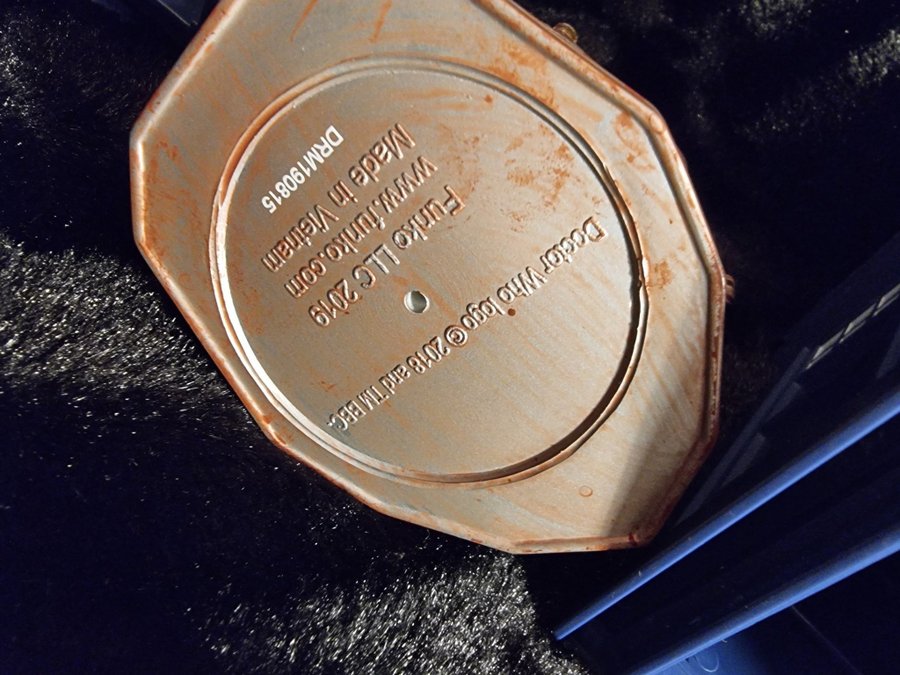 Doctor Who logo © 2018 and TM BBC.
Funko LLC 2019
www.funko.com
Made in Vietnam
DRM190815